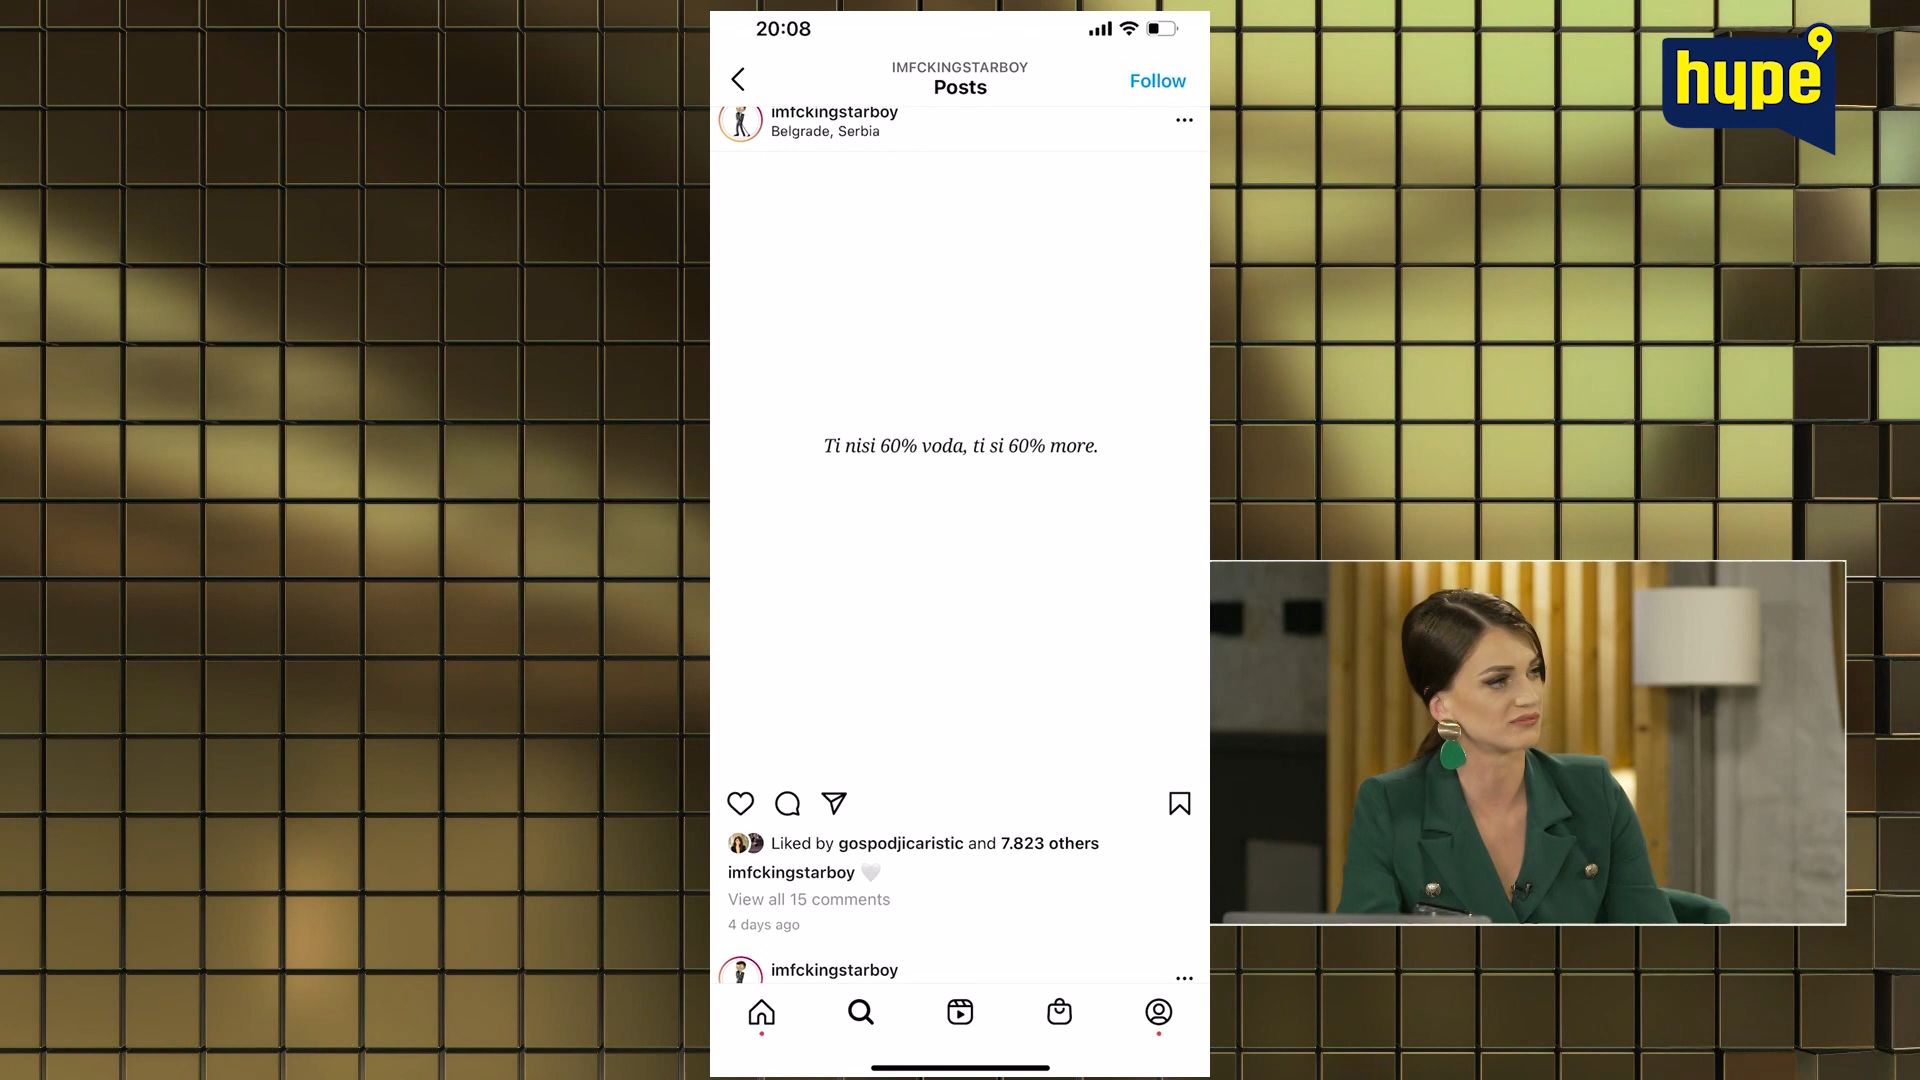 20:08
IMFCKINGSTARBOY
Posts
Follow
imfckingstarboy
Belgrade, Serbia
Ti nisi 60% voda, ti si 60% more.
Liked by gospodjicaristic and 7.823 others
imfckingstarboy 🤍
View all 15 comments
4 days ago
imfckingstarboy
hype